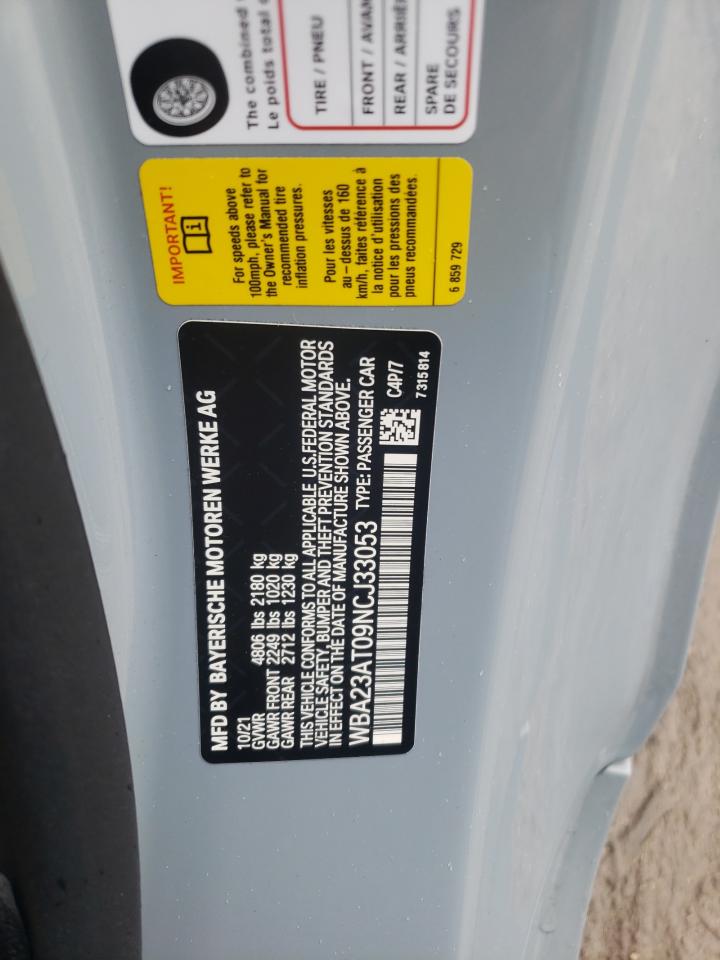 The combined
Le poids total
TIRE / PNEU
FRONT /
REAR /
SPARE
DE SECOURS
IMPORTANT!
i
For speeds above
100mph, please refer to
the Owner's Manual for
recommended tire
inflation pressures.
Pour les vitesses
au-dessus de 160
km/h, faites référence à
la notice d'utilisation
pour les pressions des
pneus recommandées.
6 859 729
MFD BY BAYERISCHE MOTOREN WERKE AG
10/21
GVWR 4806 lbs 2180 kg
GAWR FRONT 2249 lbs 1020 kg
GAWR REAR 2712 lbs 1230 kg
THIS VEHICLE CONFORMS TO ALL APPLICABLE U.S.FEDERAL MOTOR
VEHICLE SAFETY, BUMPER AND THEFT PREVENTION STANDARDS
IN EFFECT ON THE DATE OF MANUFACTURE SHOWN ABOVE.
WBA23AT09NCJ33053 TYPE: PASSENGER CAR
C4P/7
7 315 814